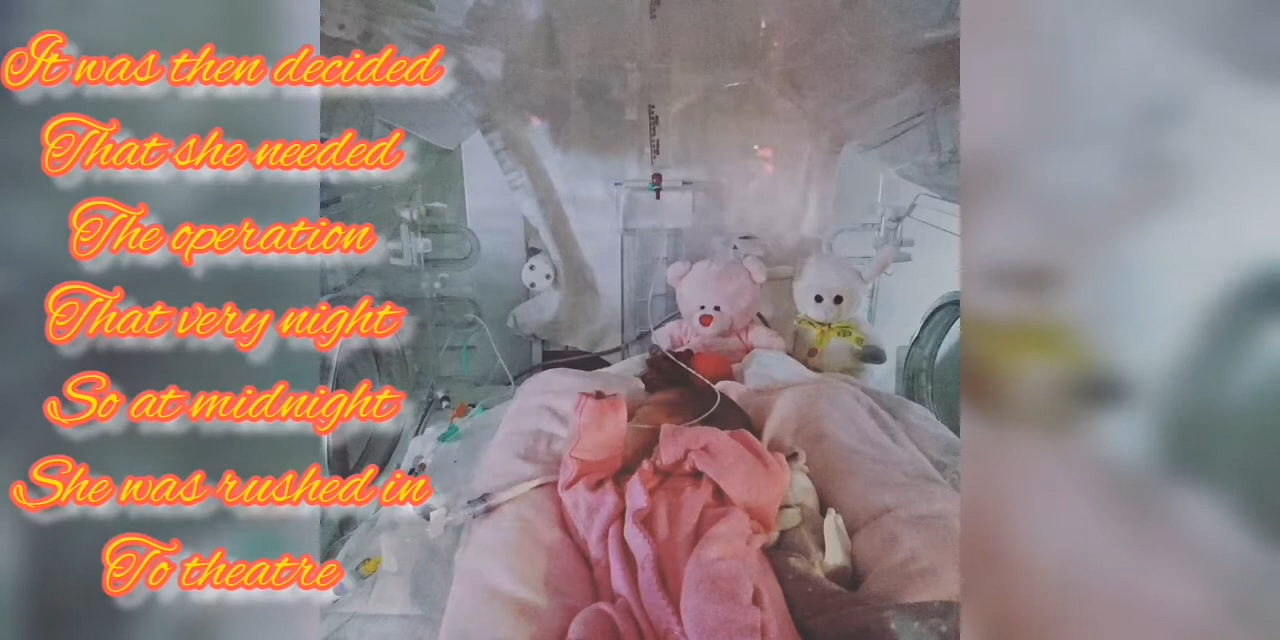 It was then decided
That she needed
The operation
That very night
So at midnight
She was rushed in
To theatre